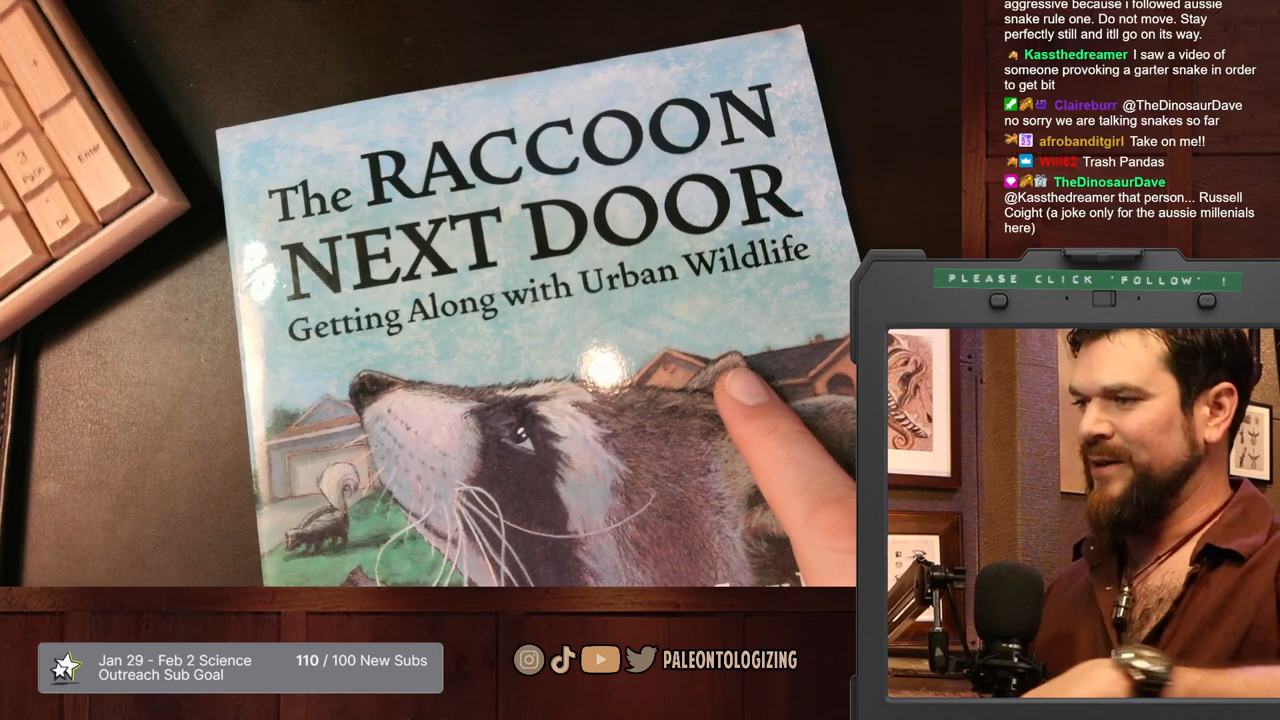 The RACCOON
NEXT DOOR
Getting Along with Urban Wildlife
3
PgDn
Enter
Del
aggressive because i followed aussie
snake rule one. Do not move. Stay
perfectly still and itll go on its way.
Kassthedreamer I saw a video of
someone provoking a garter snake in order
to get bit
Claireburr @TheDinosaurDave
no sorry we are talking snakes so far
afrobanditgirl Take on me!!
Will62 Trash Pandas
TheDinosaurDave
@Kassthedreamer that person... Russell
Coight (a joke only for the aussie millenials
here)
PLEASE CLICK "FOLLOW" !
Jan 29 - Feb 2 Science
Outreach Sub Goal
110 / 100 New Subs
PALEONTOLOGIZING